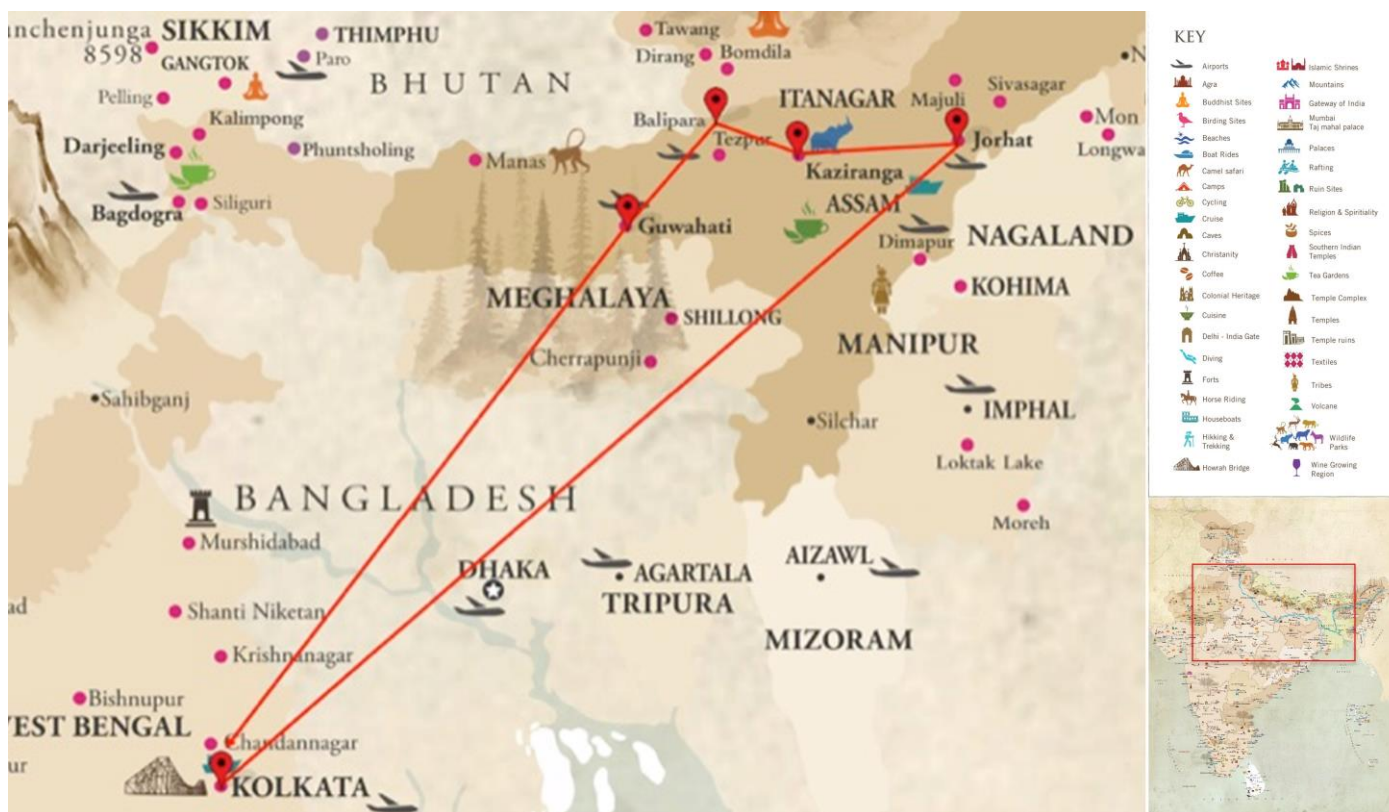 nchenjunga
8598
SIKKIM
GANGTOK
THIMPHU
Paro
BHUTAN
Tawang
Dirang
Bomdila
N
Pelling
Kalimpong
Darjeeling
Phuntsholing
Bagdogra
Siliguri
Manas
Balipara
Tezpur
ITANAGAR
Majuli
Sivasagar
Mon
Longwa
Jorhat
Kaziranga
ASSAM
Guwahati
Dimapur
NAGALAND
KOHIMA
MEGHALAYA
SHILLONG
Cherrapunji
MANIPUR
IMPHAL
Sahibganj
Silchar
Loktak Lake
Moreh
BANGLADESH
Murshidabad
DHAKA
AGARTALA
TRIPURA
AIZAWL
MIZORAM
ad
Shanti Niketan
Krishnanagar
Bishnupur
VEST BENGAL
Chandannagar
ur
KOLKATA
KEY
Airports
Agra
Buddhist Sites
Birding Sites
Beaches
Boat Rides
Camel safari
Camps
Cycling
Cruise
Caves
Christanity
Coffee
Colonial Heritage
Cuisine
Delhi - India Gate
Diving
Forts
Horse Riding
Houseboats
Hikking &
Trekking
Howrah Bridge
Islamic Shrines
Mountains
Gateway of India
Mumbai
Taj mahal palace
Palaces
Rafting
Ruin Sites
Religion & Spiritiality
Spices
Southern Indian
Temples
Tea Gardens
Temple Complex
Temples
Temple ruins
Textiles
Tribes
Volcane
Wildlife
Parks
Wine Growing
Region